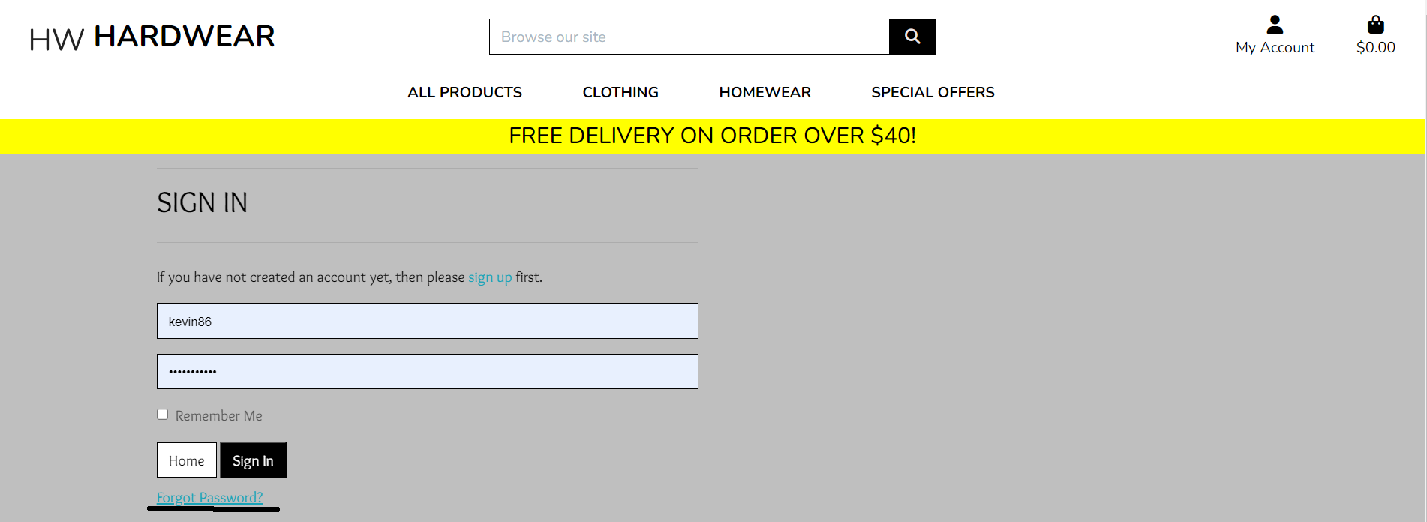 HW HARDWEAR
Browse our site
My Account
$0.00
ALL PRODUCTS CLOTHING HOMEWEAR SPECIAL OFFERS
FREE DELIVERY ON ORDER OVER $40!
SIGN IN
If you have not created an account yet, then please sign up first.
kevin86
•••••••••••
Remember Me
Home Sign In
Forgot Password?